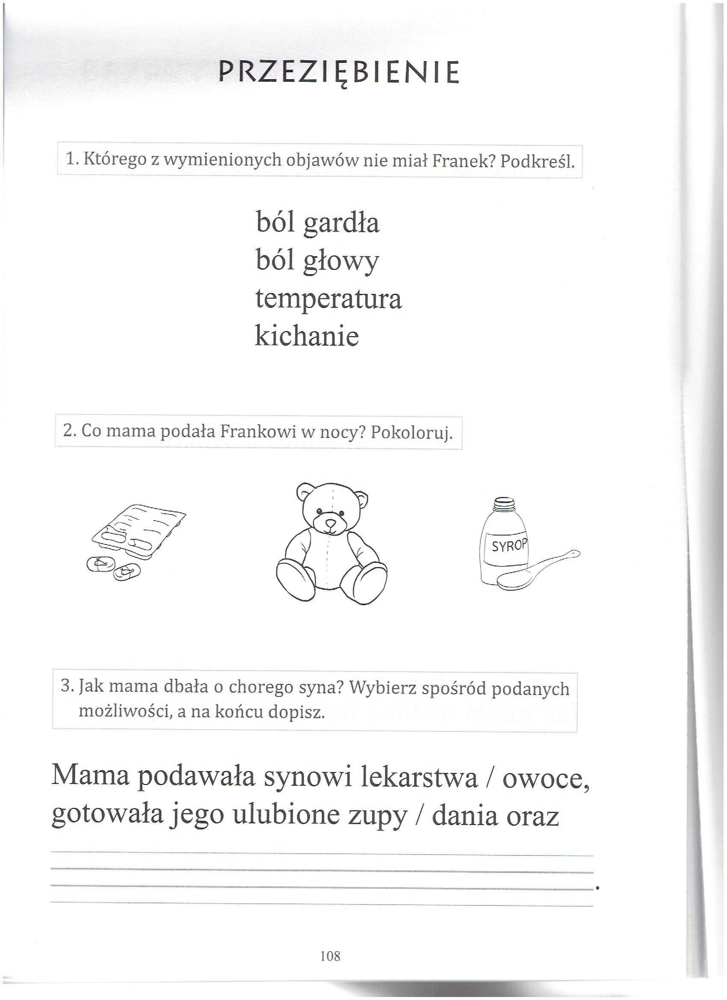 PRZEZIĘBIENIE
1. Którego z wymienionych objawów nie miał Franek? Podkreśl.
ból gardła
ból głowy
temperatura
kichanie
2. Co mama podała Frankowi w nocy? Pokoloruj.
SYROP
3. Jak mama dbała o chorego syna? Wybierz spośród podanych
możliwości, a na końcu dopisz.
Mama podawała synowi lekarstwa / owoce,
gotowała jego ulubione zupy / dania oraz
.
108